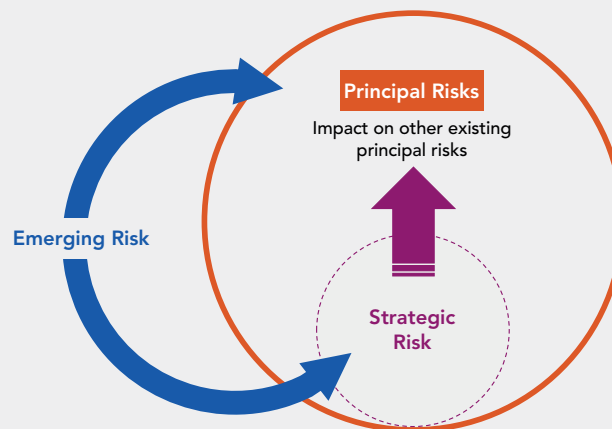 Principal Risks
Impact on other existing
principal risks
Emerging Risk
Strategic
Risk